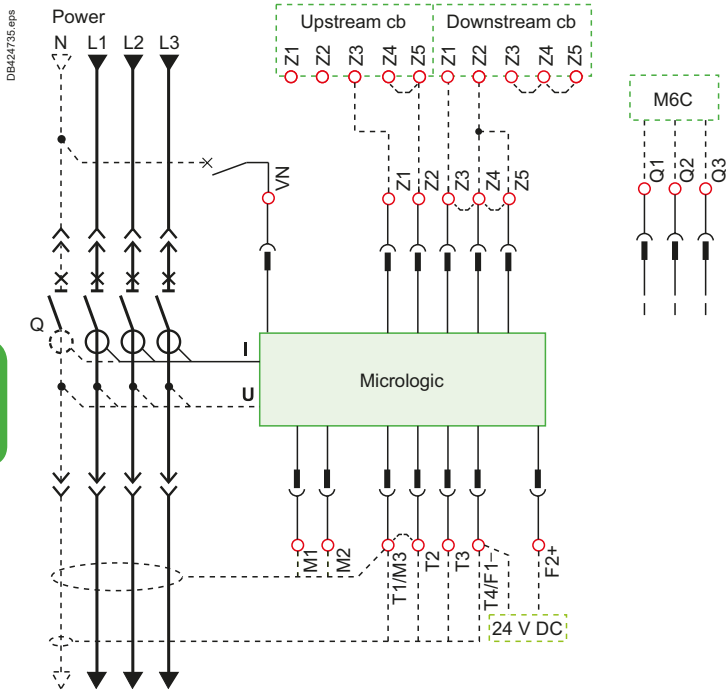 DB424735.eps
Power
N L1 L2 L3
Upstream cb Downstream cb
Z1 Z2 Z3 Z4 Z5 Z1 Z2 Z3 Z4 Z5
M6C
Q1 Q2 Q3
VN
Z1 Z2 Z3 Z4 Z5
Q
I
U
Micrologic
M1 M2 T1/M3 T2 T3 T4/F1– F2+
24 V DC